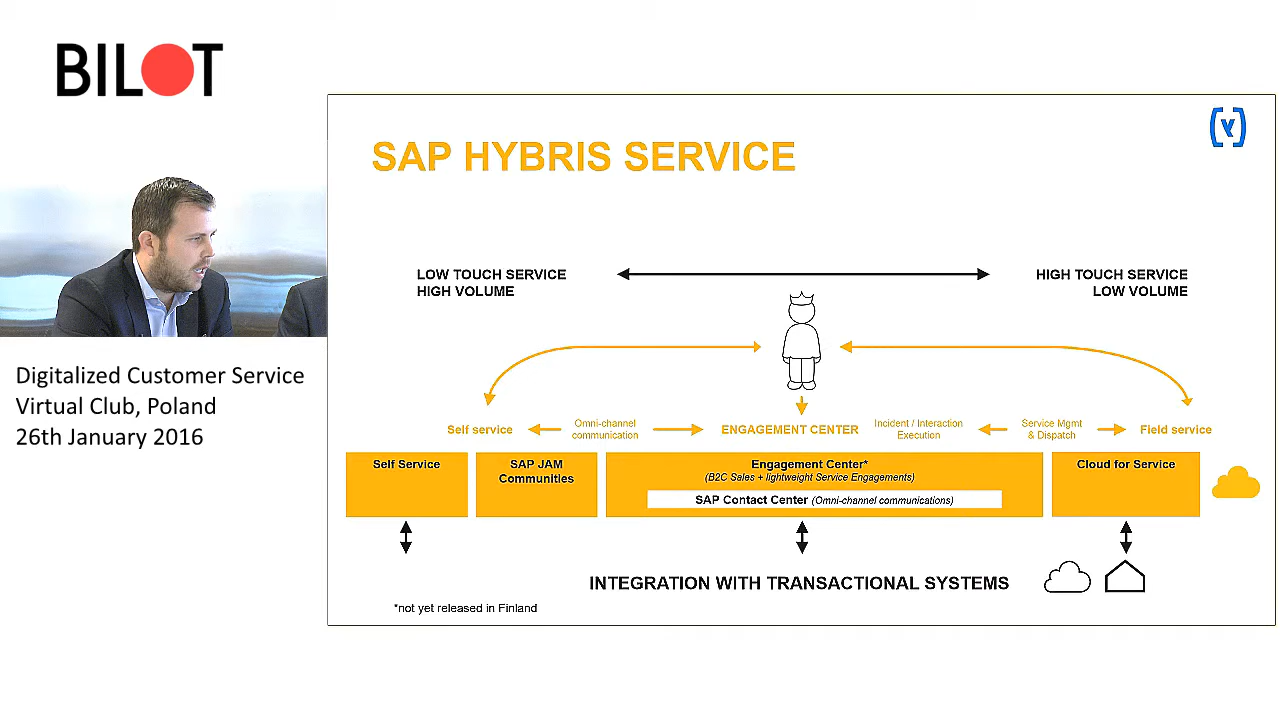 BILOT
SAP HYBRIS SERVICE
LOW TOUCH SERVICE
HIGH VOLUME
HIGH TOUCH SERVICE
LOW VOLUME
Digitalized Customer Service
Virtual Club, Poland
26th January 2016
Self service
Omni-channel
communication
ENGAGEMENT CENTER
Incident / Interaction
Execution
Service Mgmt
& Dispatch
Field service
Self Service
SAP JAM
Communities
Engagement Center*
(B2C Sales + lightweight Service Engagements)
SAP Contact Center (Omni-channel communications)
Cloud for Service
INTEGRATION WITH TRANSACTIONAL SYSTEMS
*not yet released in Finland